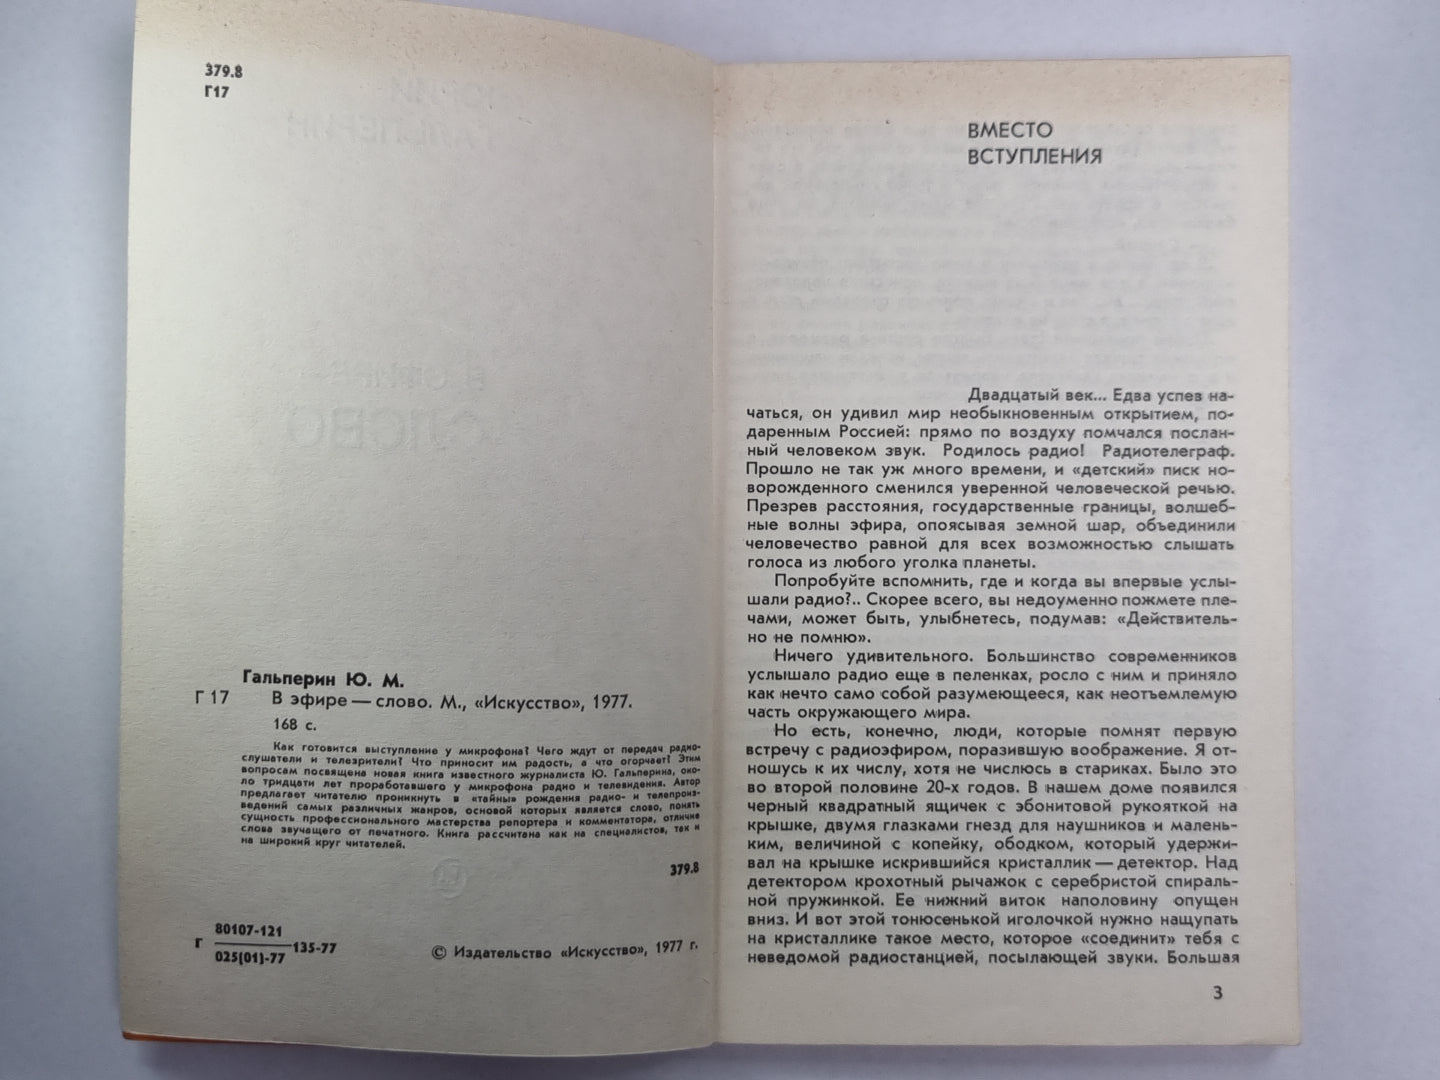 379.8
Г17
Гальперин Ю. М.
Г 17 В эфире — слово. М., «Искусство», 1977.
168 с.
Как готовится выступление у микрофона? Чего ждут от передач радио-
слушатели и телезрители? Что приносит им радость, а что огорчает? Этим
вопросам посвящена новая книга известного журналиста Ю. Гальперина, око-
ло тридцати лет проработавшего у микрофона радио и телевидения. Автор
предлагает читателю проникнуть в «тайны» рождения радио- и телепроиз-
ведений самых различных жанров, основой которых является слово, понять
сущность профессионального мастерства репортера и комментатора, отличие
слова звучащего от печатного. Книга рассчитана как на специалистов, так и
на широкий круг читателей.
379.8
80107-121
Г 135-77
025(01)-77
© Издательство «Искусство», 1977 г.
ВМЕСТО
ВСТУПЛЕНИЯ
Двадцатый век... Едва успев на-
чаться, он удивил мир необыкновенным открытием, по-
даренным Россией: прямо по воздуху помчался послан-
ный человеком звук. Родилось радио! Радиотелеграф.
Прошло не так уж много времени, и «детский» писк но-
ворожденного сменился уверенной человеческой речью.
Презрев расстояния, государственные границы, волшеб-
ные волны эфира, опоясывая земной шар, объединили
человечество равной для всех возможностью слышать
голоса из любого уголка планеты.
Попробуйте вспомнить, где и когда вы впервые услы-
шали радио?.. Скорее всего, вы недоуменно пожмете пле-
чами, может быть, улыбнетесь, подумав: «Действитель-
но не помню».
Ничего удивительного. Большинство современников
услышало радио еще в пеленках, росло с ним и приняло
как нечто само собой разумеющееся, как неотъемлемую
часть окружающего мира.
Но есть, конечно, люди, которые помнят первую
встречу с радиоэфиром, поразившую воображение. Я от-
ношусь к их числу, хотя не числюсь в стариках. Было это
во второй половине 20-х годов. В нашем доме появился
черный квадратный ящичек с эбонитовой рукояткой на
крышке, двумя глазками гнезд для наушников и малень-
ким, величиной с копейку, ободком, который удержи-
вал на крышке искрившийся кристаллик — детектор. Над
детектором крохотный рычажок с серебристой спираль-
ной пружинкой. Ее нижний виток наполовину опущен
вниз. И вот этой тонюсенькой иголочкой нужно нащупать
на кристаллике такое место, которое «соединит» тебя с
неведомой радиостанцией, посылающей звуки. Большая
3